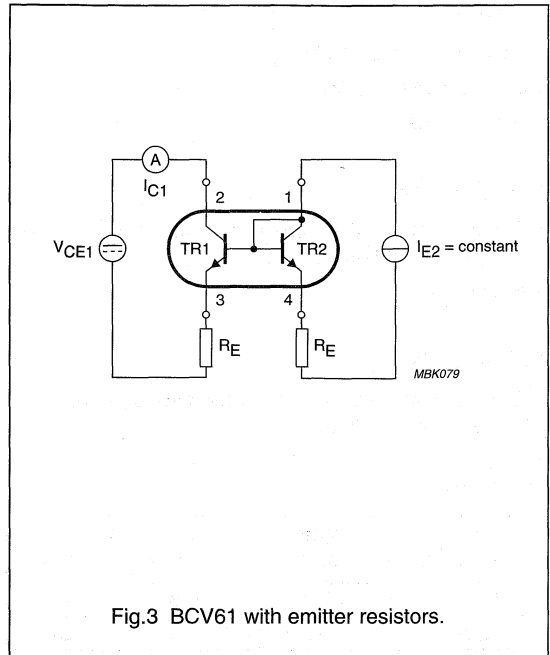 A
I_C1
2
1
V_CE1
TR1
TR2
I_E2 = constant
3
4
R_E
R_E
MBK079
Fig.3 BCV61 with emitter resistors.